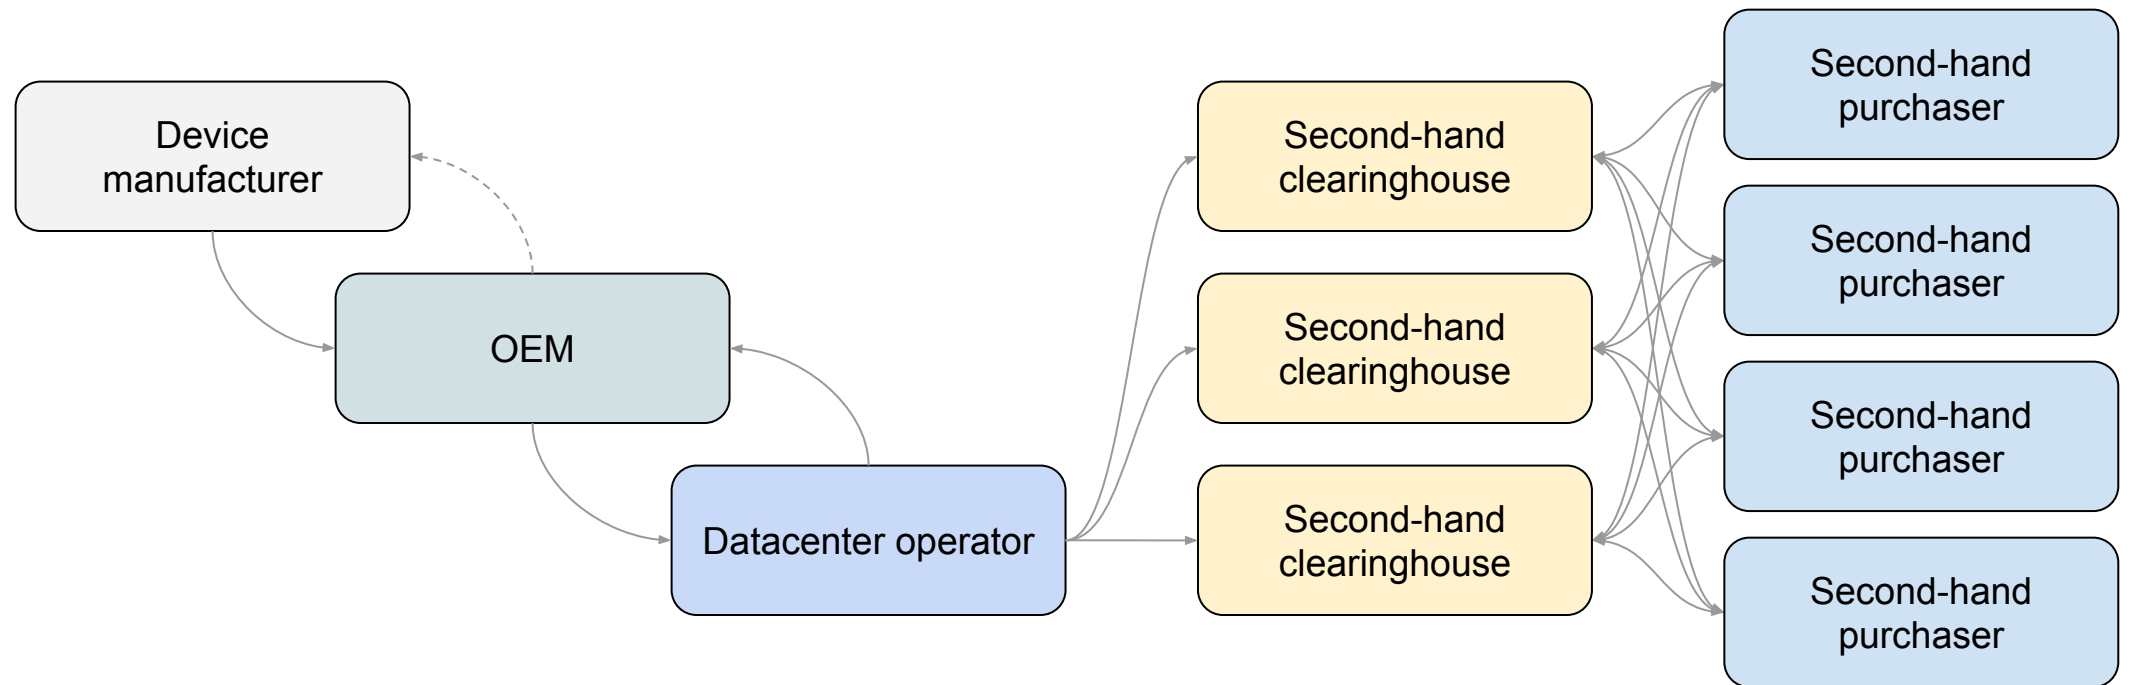 Device
manufacturer
OEM
Datacenter operator
Second-hand
clearinghouse
Second-hand
clearinghouse
Second-hand
clearinghouse
Second-hand
purchaser
Second-hand
purchaser
Second-hand
purchaser
Second-hand
purchaser